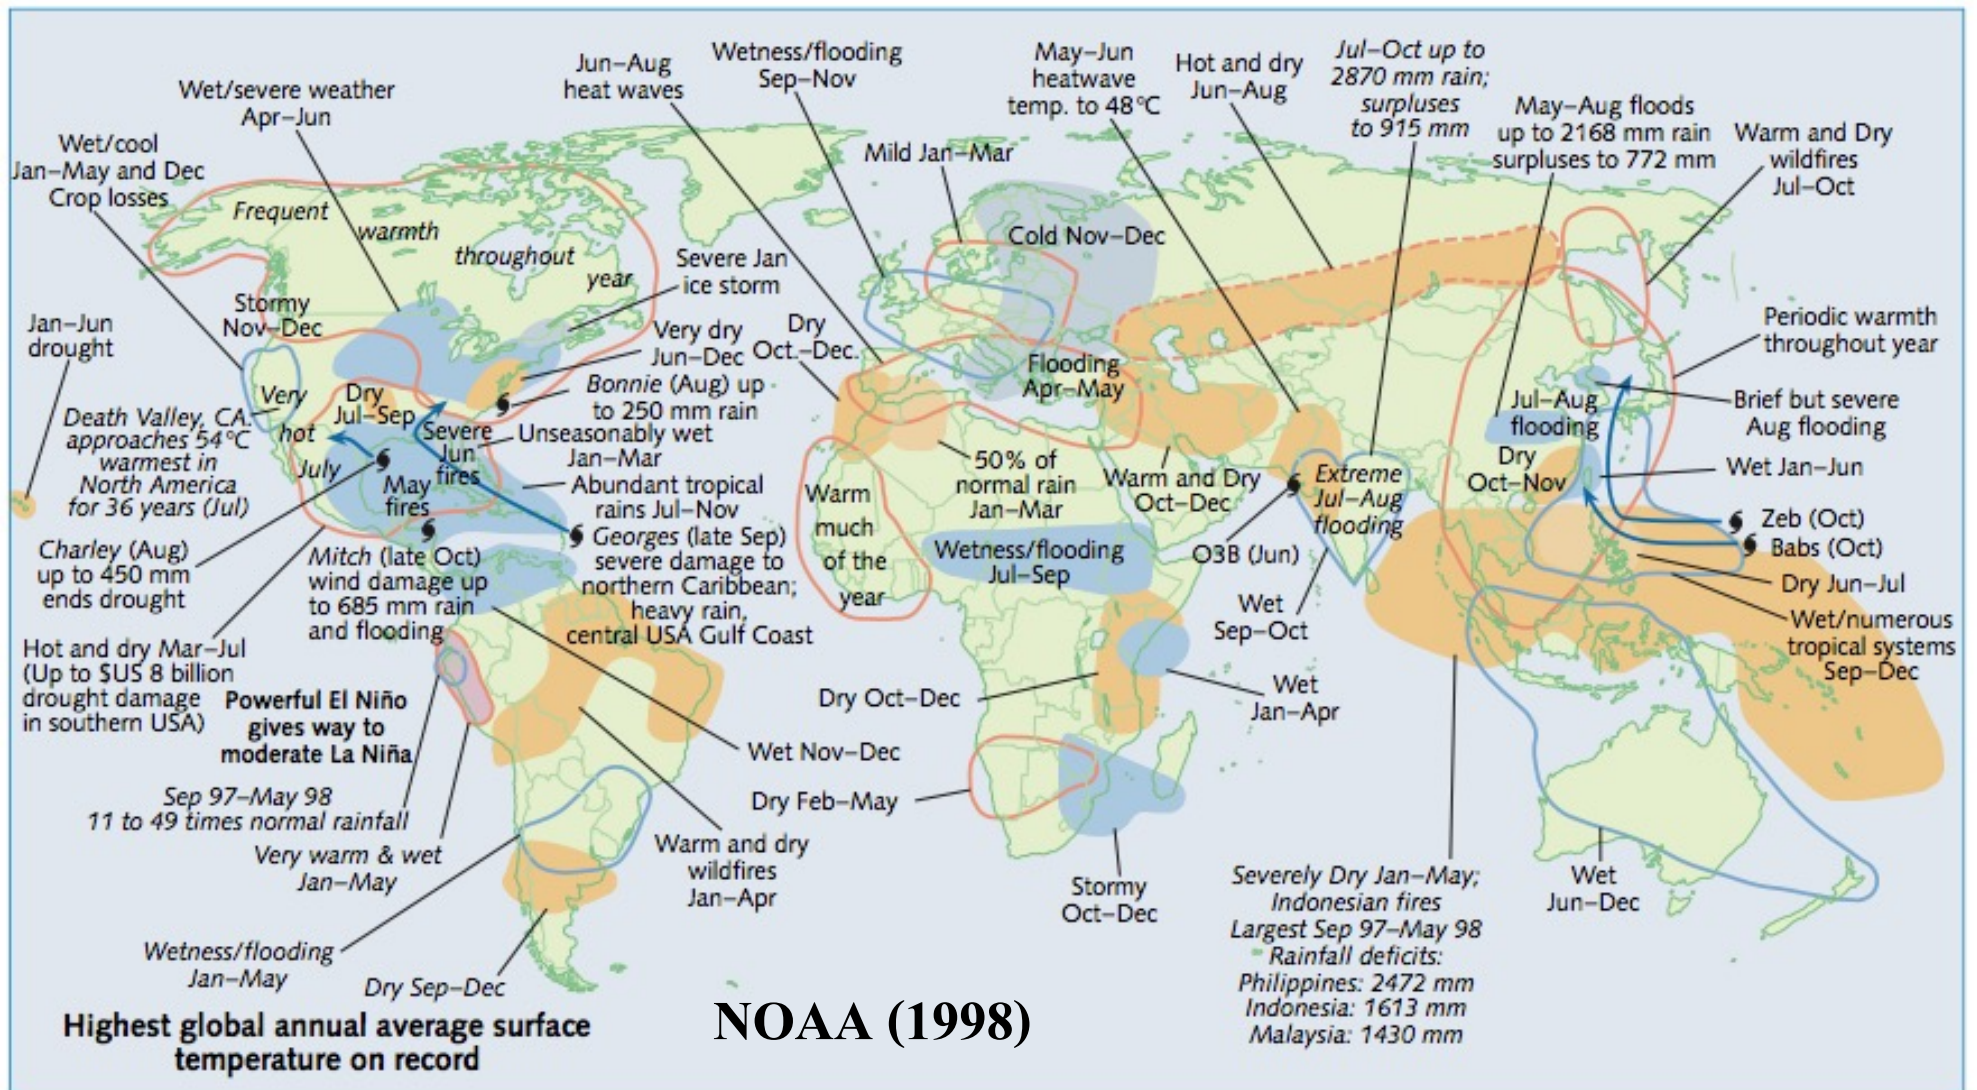 Jun–Aug
heat waves
Wetness/flooding
Sep–Nov
May–Jun
heatwave
temp. to 48°C
Hot and dry
Jun–Aug
Jul–Oct up to
2870 mm rain;
surpluses
to 915 mm
May–Aug floods
up to 2168 mm rain
surpluses to 772 mm
Warm and Dry
wildfires
Jul–Oct
Wet/severe weather
Apr–Jun
Wet/cool
Jan–May and Dec
Crop losses
Mild Jan–Mar
Frequent
warmth
throughout
year
Cold Nov–Dec
Severe Jan
ice storm
Stormy
Nov–Dec
Jan–Jun
drought
Very dry
Jun–Dec
Dry
Oct.–Dec.
Flooding
Apr–May
Periodic warmth
throughout year
Bonnie (Aug) up
to 250 mm rain
Very
hot
July
Dry
Jul–Sep
Death Valley, CA.
approaches 54°C
warmest in
North America
for 36 years (Jul)
Severe
Jun
fires
Unseasonably wet
Jan–Mar
May
fires
Abundant tropical
rains Jul–Nov
Jul–Aug
flooding
Brief but severe
Aug flooding
Dry
Oct–Nov
Wet Jan–Jun
50% of
normal rain
Jan–Mar
Warm and Dry
Oct–Dec
Extreme
Jul–Aug
flooding
Warm
much
of the
year
Wetness/flooding
Jul–Sep
O3B (Jun)
Zeb (Oct)
Babs (Oct)
Charley (Aug)
up to 450 mm
ends drought
Mitch (late Oct)
wind damage up
to 685 mm rain
and flooding
Georges (late Sep)
severe damage to
northern Caribbean;
heavy rain,
central USA Gulf Coast
Dry Jun–Jul
Wet
Sep–Oct
Wet/numerous
tropical systems
Sep–Dec
Hot and dry Mar–Jul
(Up to $US 8 billion
drought damage
in southern USA)
Powerful El Niño
gives way to
moderate La Niña
Dry Oct–Dec
Wet
Jan–Apr
Wet Nov–Dec
Sep 97–May 98
11 to 49 times normal rainfall
Dry Feb–May
Very warm & wet
Jan–May
Warm and dry
wildfires
Jan–Apr
Stormy
Oct–Dec
Severely Dry Jan–May;
Indonesian fires
Largest Sep 97–May 98
Rainfall deficits:
Philippines: 2472 mm
Indonesia: 1613 mm
Malaysia: 1430 mm
Wet
Jun–Dec
Wetness/flooding
Jan–May
Dry Sep–Dec
Highest global annual average surface
temperature on record
NOAA (1998)